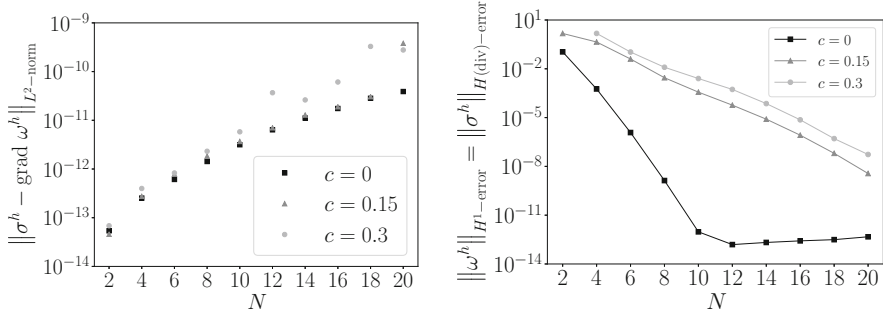 ||σ^h − grad ω^h||_{L²−norm}
10^−9
10^−10
10^−11
10^−12
10^−13
10^−14
2 4 6 8 10 12 14 16 18 20
N
c = 0
c = 0.15
c = 0.3
||ω^h||_{H¹−error} = ||σ^h||_{H(div)−error}
10^1
10^−2
10^−5
10^−8
10^−11
10^−14
2 4 6 8 10 12 14 16 18 20
N
c = 0
c = 0.15
c = 0.3